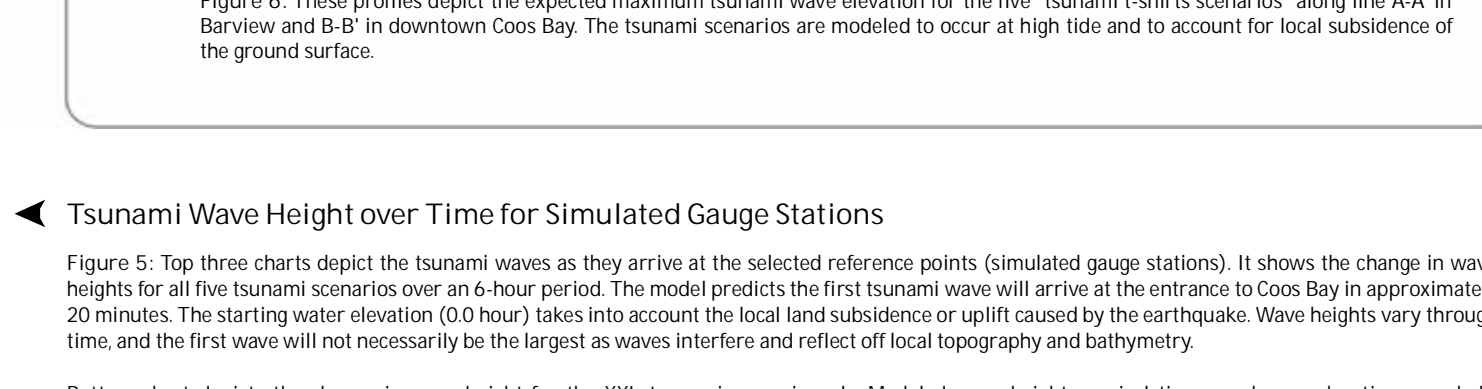 Figure 6: These profiles depict the expected maximum tsunami wave elevation for the five "tsunami t-shirts scenarios" along line A-A' in
Barview and B-B' in downtown Coos Bay. The tsunami scenarios are modeled to occur at high tide and to account for local subsidence of
the ground surface.
Tsunami Wave Height over Time for Simulated Gauge Stations
Figure 5: Top three charts depict the tsunami waves as they arrive at the selected reference points (simulated gauge stations). It shows the change in
heights for all five tsunami scenarios over an 6-hour period. The model predicts the first tsunami wave will arrive at the entrance to Coos Bay in
20 minutes. The starting water elevation (0.0 hour) takes into account the local land subsidence or uplift caused by the earthquake. Wave heights vary
time, and the first wave will not necessarily be the largest as waves interfere and reflect off local topography and bathymetry.